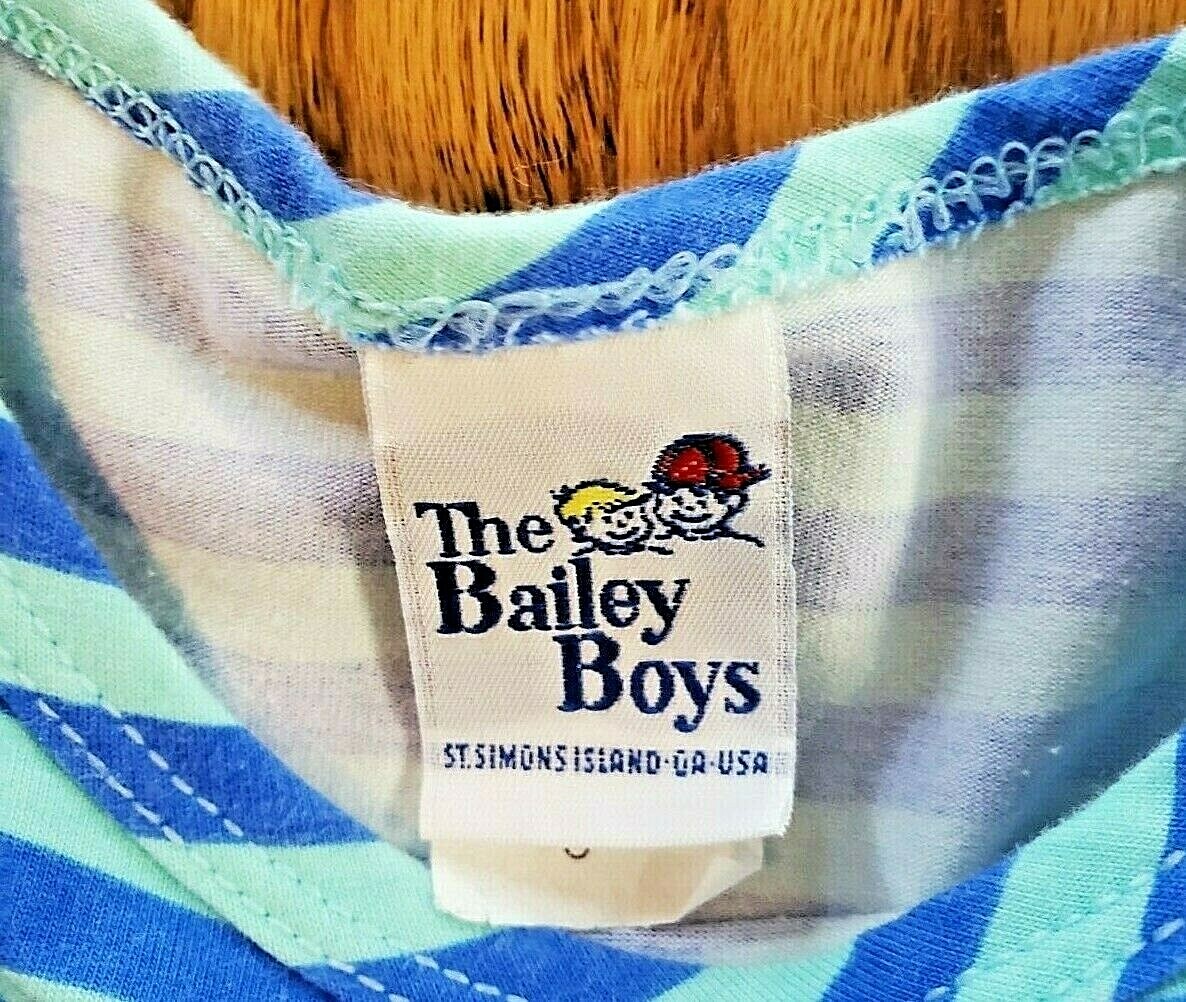 The
Bailey
Boys
ST. SIMONS ISLAND · GA · USA